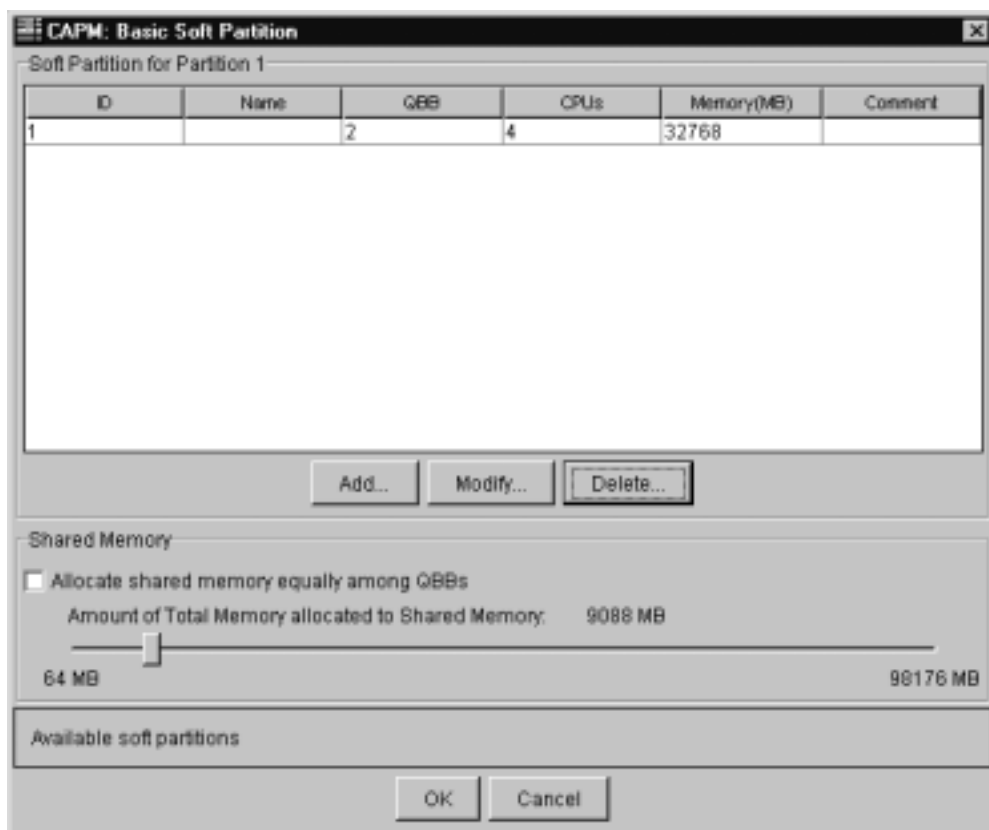 CAPM: Basic Soft Partition
Soft Partition for Partition 1
ID Name QBB CPUs Memory(MB) Comment
1 2 4 32768
Add... Modify... Delete...
Shared Memory
Allocate shared memory equally among QBBs
Amount of Total Memory allocated to Shared Memory: 9088 MB
64 MB 98176 MB
Available soft partitions
OK Cancel